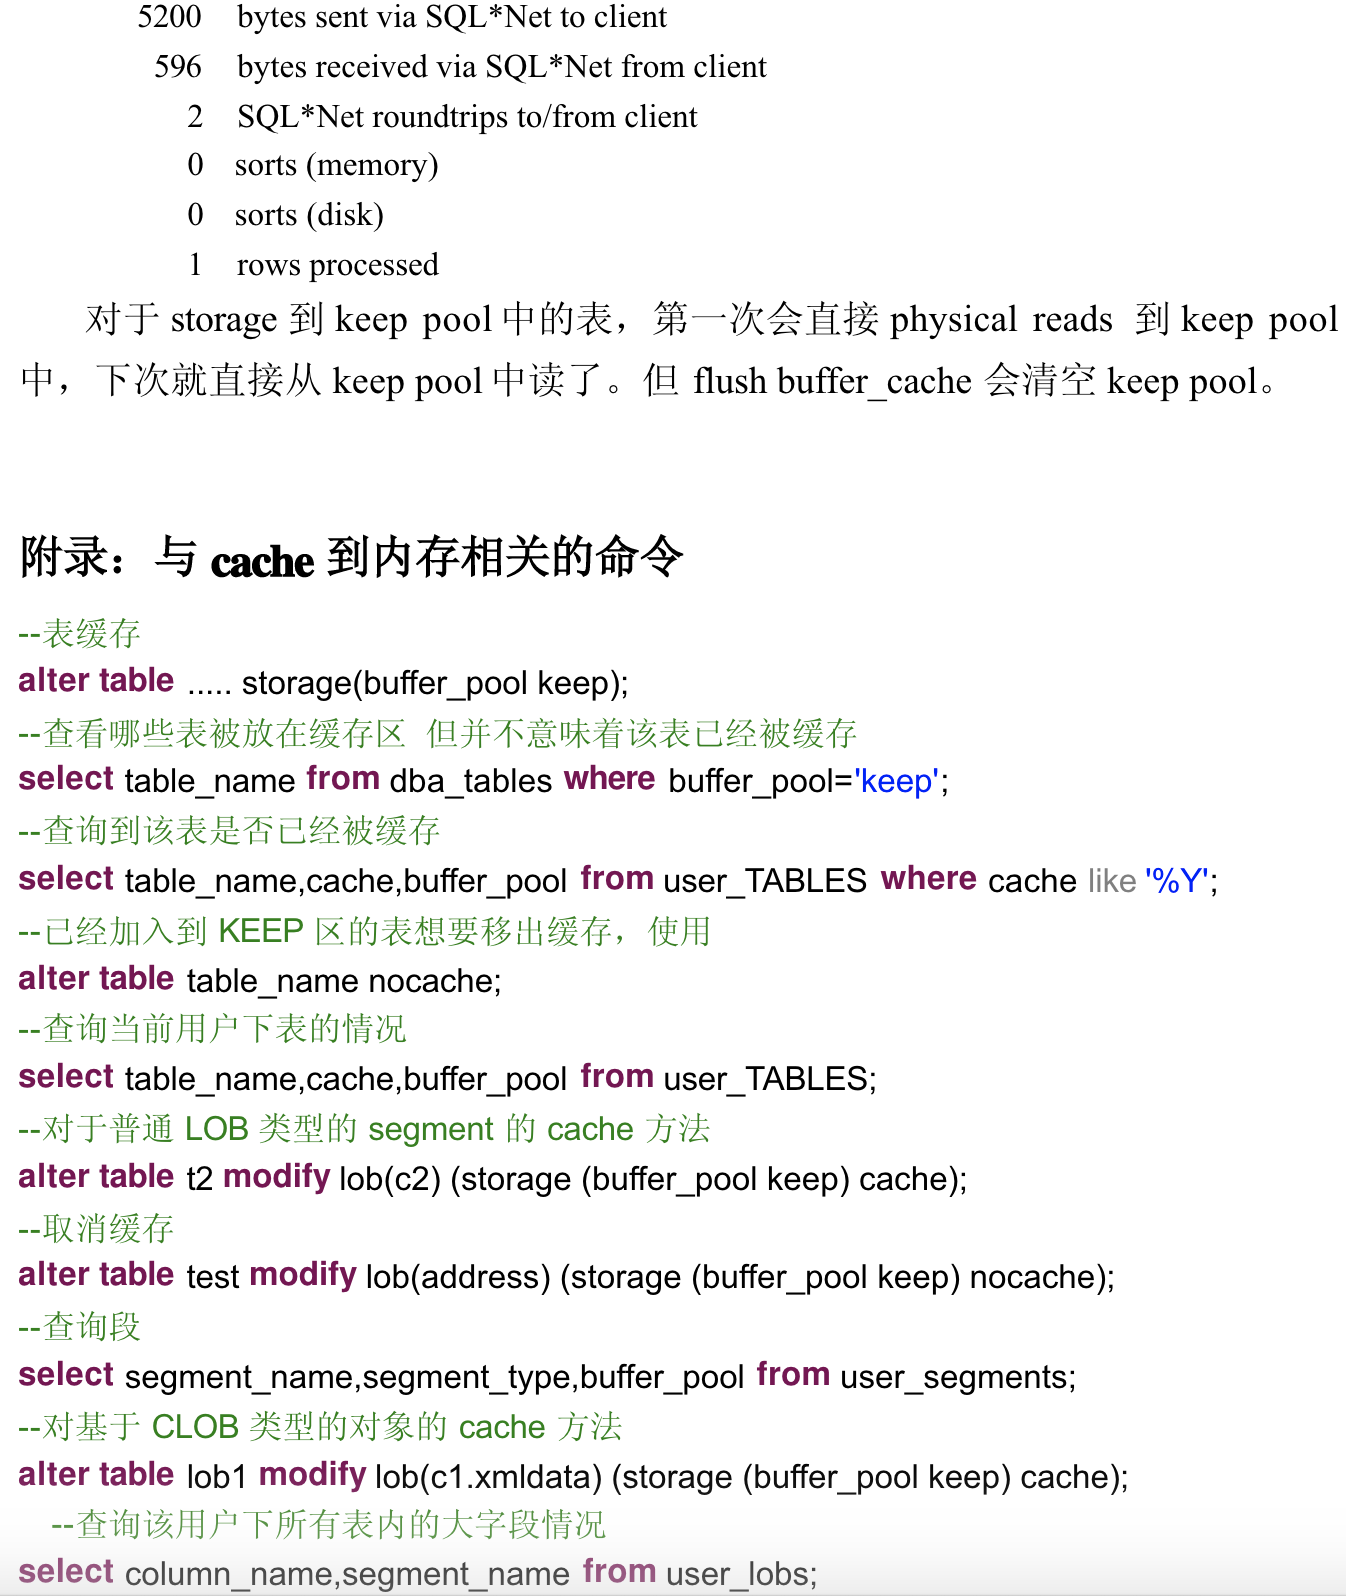 5200 bytes sent via SQL*Net to client
596 bytes received via SQL*Net from client
2 SQL*Net roundtrips to/from client
0 sorts (memory)
0 sorts (disk)
1 rows processed
对于 storage 到 keep pool 中的表，第一次会直接 physical reads 到 keep pool
中，下次就直接从 keep pool 中读了。但 flush buffer_cache 会清空 keep pool。
附录：与 cache 到内存相关的命令
--表缓存
alter table ..... storage(buffer_pool keep);
--查看哪些表被放在缓存区 但并不意味着该表已经被缓存
select table_name from dba_tables where buffer_pool='keep';
--查询到该表是否已经被缓存
select table_name,cache,buffer_pool from user_TABLES where cache like '%Y';
--已经加入到 KEEP 区的表想要移出缓存，使用
alter table table_name nocache;
--查询当前用户下表的情况
select table_name,cache,buffer_pool from user_TABLES;
--对于普通 LOB 类型的 segment 的 cache 方法
alter table t2 modify lob(c2) (storage (buffer_pool keep) cache);
--取消缓存
alter table test modify lob(address) (storage (buffer_pool keep) nocache);
--查询段
select segment_name,segment_type,buffer_pool from user_segments;
--对基于 CLOB 类型的对象的 cache 方法
alter table lob1 modify lob(c1.xmldata) (storage (buffer_pool keep) cache);
--查询该用户下所有表内的大字段情况
select column_name,segment_name from user_lobs;